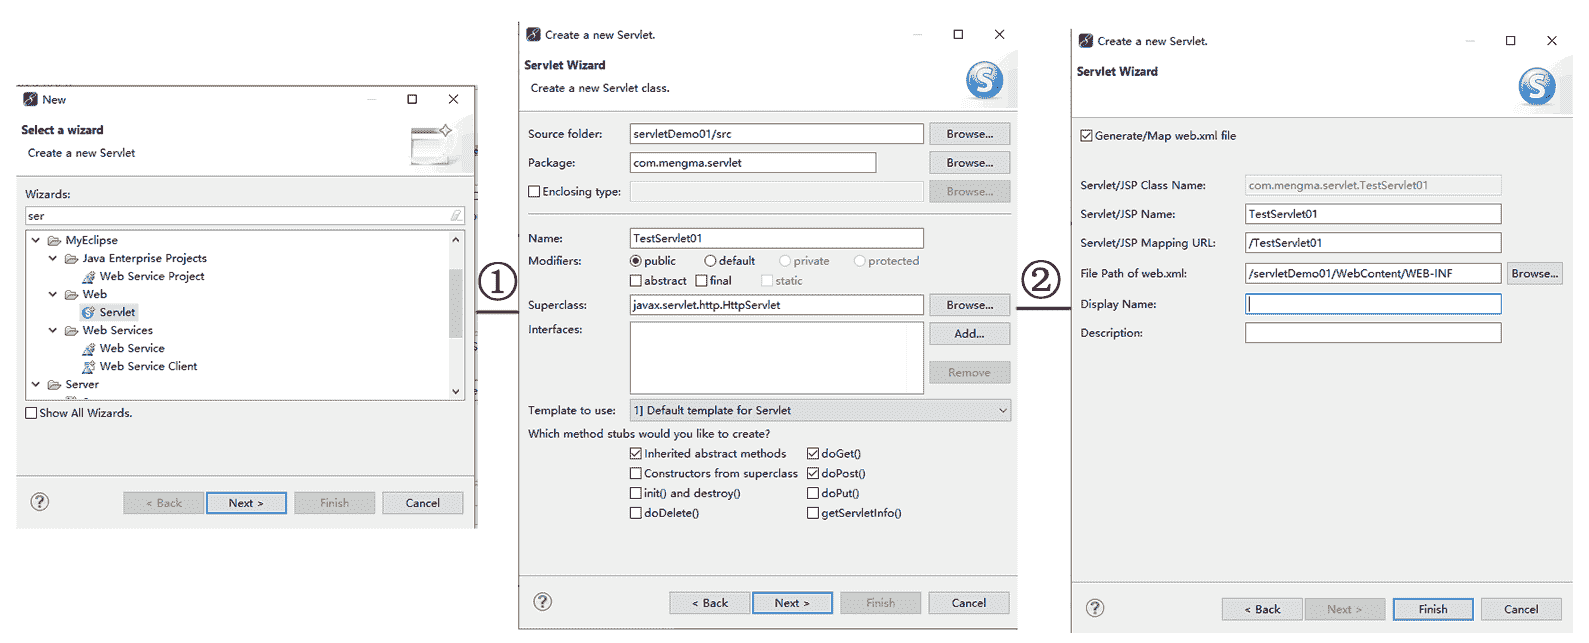 New
Select a wizard
Create a new Servlet
Wizards:
ser
MyEclipse
Java Enterprise Projects
Web Service Project
Web
Servlet
Web Services
Web Service
Web Service Client
Server
Show All Wizards.
< Back
Next >
Finish
Cancel
①
Create a new Servlet.
Servlet Wizard
Create a new Servlet class.
Source folder: servletDemo01/src Browse...
Package: com.mengma.servlet Browse...
Enclosing type: Browse...
Name: TestServlet01
Modifiers: public default private protected
abstract final static
Superclass: javax.servlet.http.HttpServlet Browse...
Interfaces: Add...
Remove
Template to use: 1] Default template for Servlet
Which method stubs would you like to create?
Inherited abstract methods doGet()
Constructors from superclass doPost()
init() and destroy() doPut()
doDelete() getServletInfo()
< Back Next > Finish Cancel
②
Create a new Servlet.
Servlet Wizard
Generate/Map web.xml file
Servlet/JSP Class Name: com.mengma.servlet.TestServlet01
Servlet/JSP Name: TestServlet01
Servlet/JSP Mapping URL: /TestServlet01
File Path of web.xml: /servletDemo01/WebContent/WEB-INF Browse...
Display Name:
Description:
< Back Next > Finish Cancel